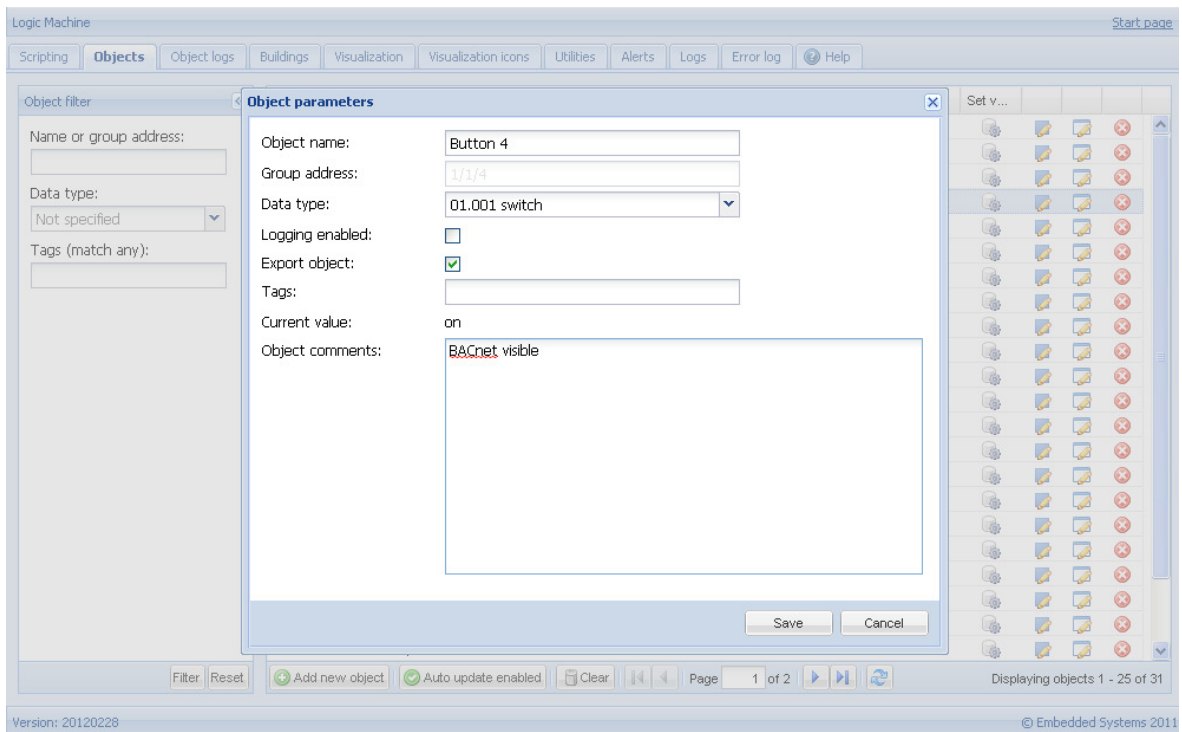 Logic Machine Start page
Scripting Objects Object logs Buildings Visualization Visualization icons Utilities Alerts Logs Error log Help
Object filter
Name or group address:
Data type:
Not specified
Tags (match any):
Object parameters
Object name: Button 4
Group address: 1/1/4
Data type: 01.001 switch
Logging enabled:
Export object:
Tags:
Current value: on
Object comments: BACnet visible
Save Cancel
Set v...
Filter Reset Add new object Auto update enabled Clear Page 1 of 2 Displaying objects 1 - 25 of 31
Version: 20120228 © Embedded Systems 2011